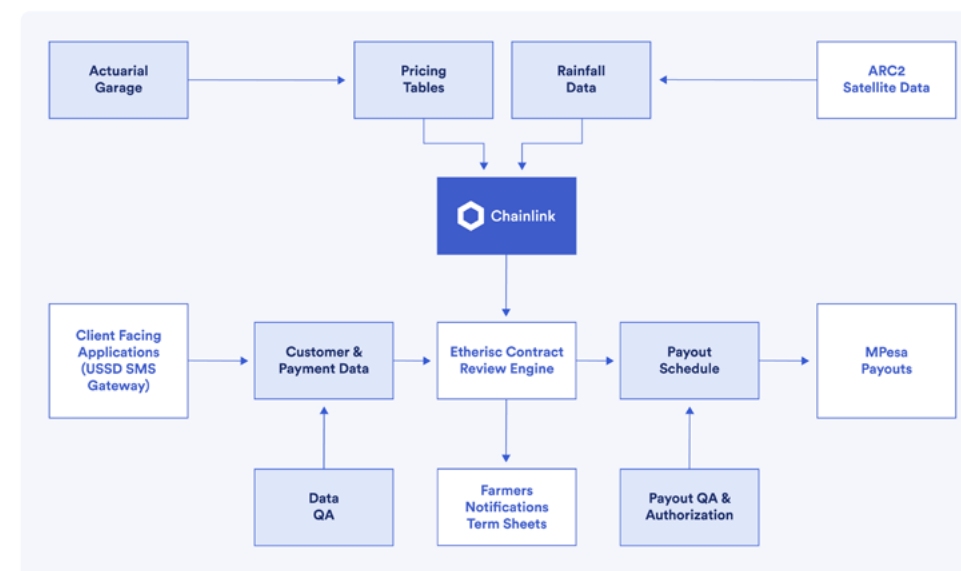 Actuarial
Garage
Pricing
Tables
Rainfall
Data
ARC2
Satellite Data
Chainlink
Client Facing
Applications
(USSD SMS
Gateway)
Customer &
Payment Data
Etherisc Contract
Review Engine
Payout
Schedule
MPesa
Payouts
Data
QA
Farmers
Notifications
Term Sheets
Payout QA &
Authorization